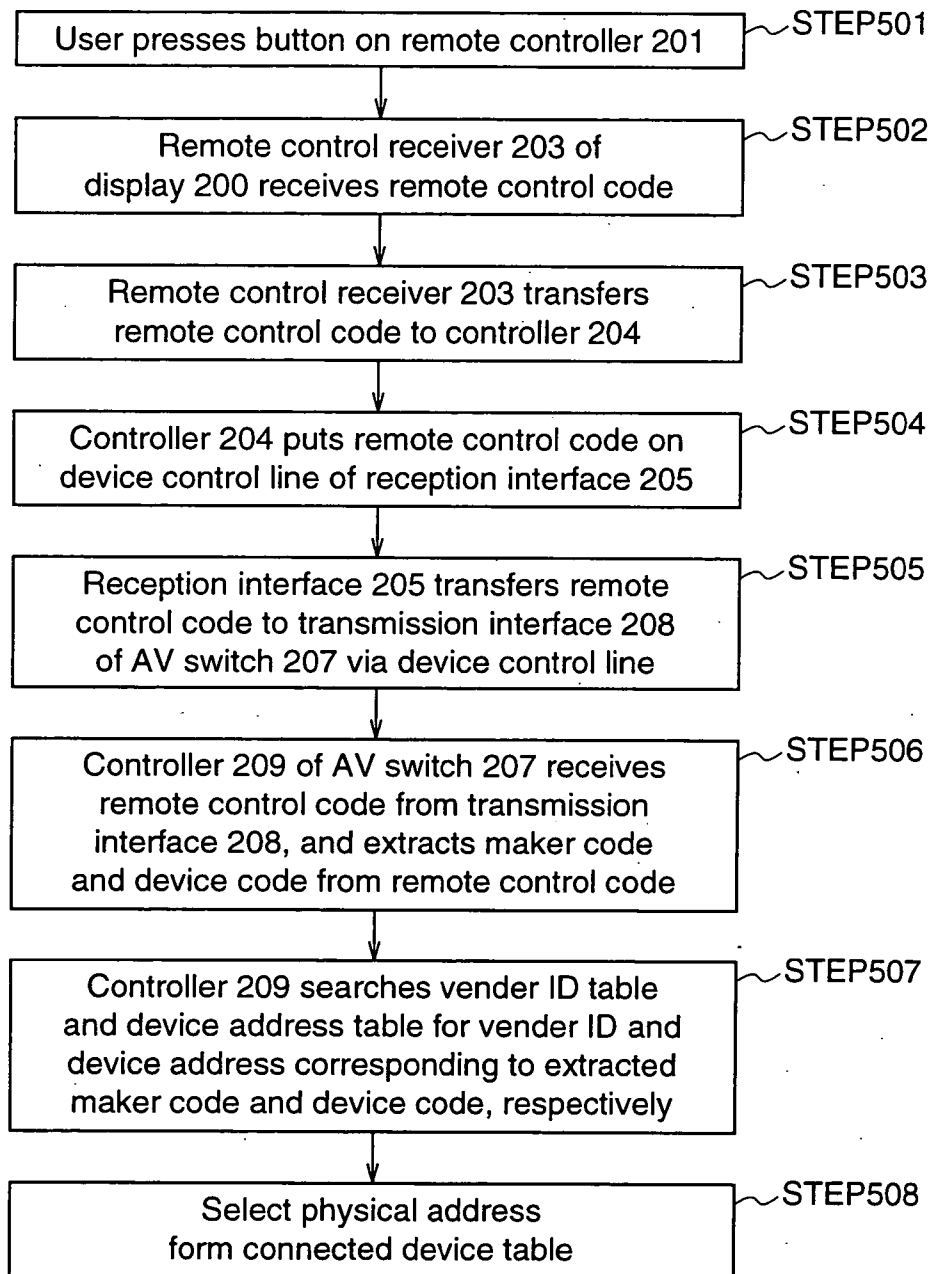 User presses button on remote controller 201
STEP501
Remote control receiver 203 of
display 200 receives remote control code
STEP502
Remote control receiver 203 transfers
remote control code to controller 204
STEP503
Controller 204 puts remote control code on
device control line of reception interface 205
STEP504
Reception interface 205 transfers remote
control code to transmission interface 208
of AV switch 207 via device control line
STEP505
Controller 209 of AV switch 207 receives
remote control code from transmission
interface 208, and extracts maker code
and device code from remote control code
STEP506
Controller 209 searches vender ID table
and device address table for vender ID and
device address corresponding to extracted
maker code and device code, respectively
STEP507
Select physical address
form connected device table
STEP508